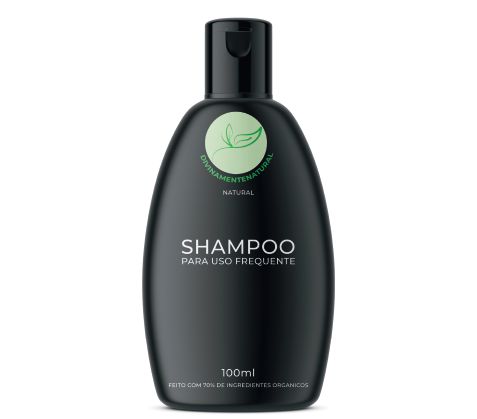 DIVINAMENTENATURAL
NATURAL
SHAMPOO
PARA USO FREQUENTE
100ml
FEITO COM 70% DE INGREDIENTES ORGANICOS